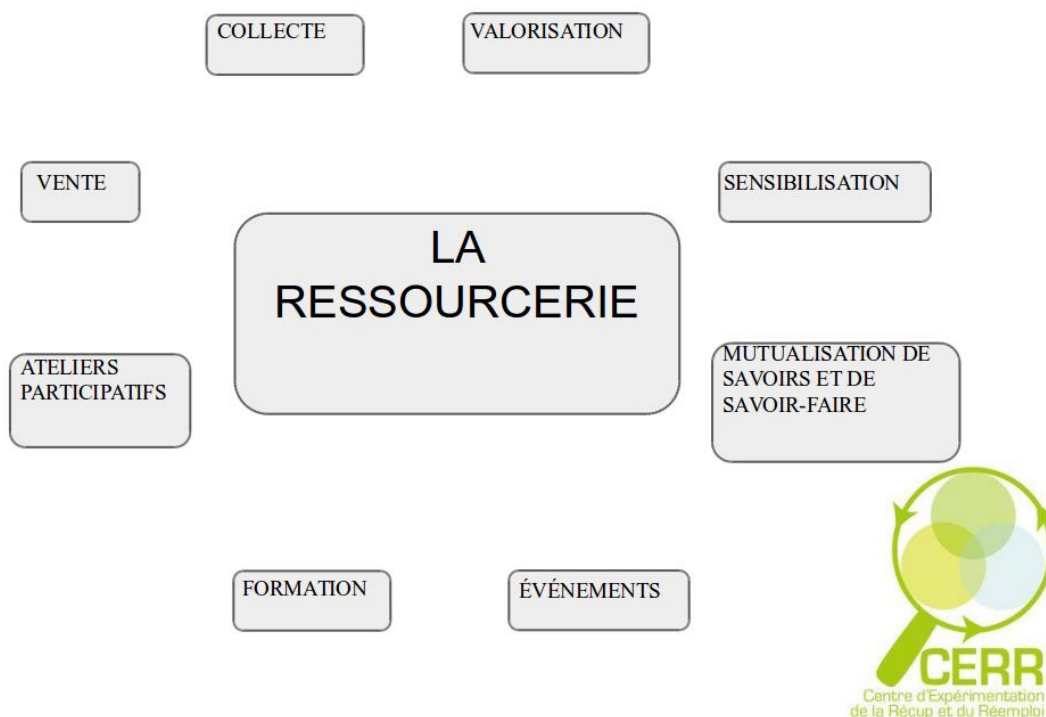 COLLECTE
VALORISATION
VENTE
SENSIBILISATION
LA
RESSOURCERIE
ATELIERS
PARTICIPATIFS
MUTUALISATION DE
SAVOIRS ET DE
SAVOIR-FAIRE
FORMATION
ÉVÉNEMENTS
CERR
Centre d'Expérimentation
de la Récup et du Réemploi